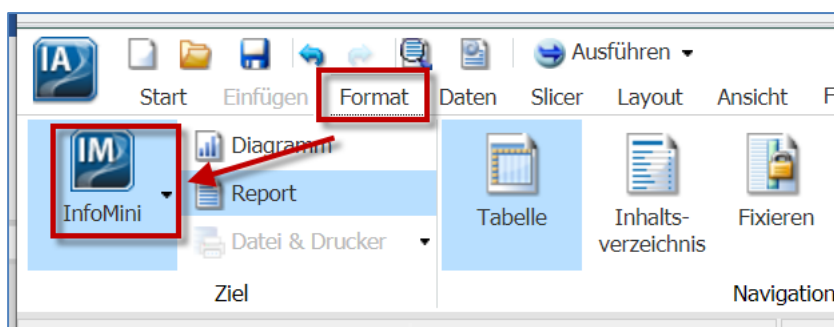 IA
Ausführen
Start Einfügen Format Daten Slicer Layout Ansicht F
IM
InfoMini
Diagramm
Report
Datei & Drucker
Tabelle
Inhalts-
verzeichnis
Fixieren
Ziel
Navigation